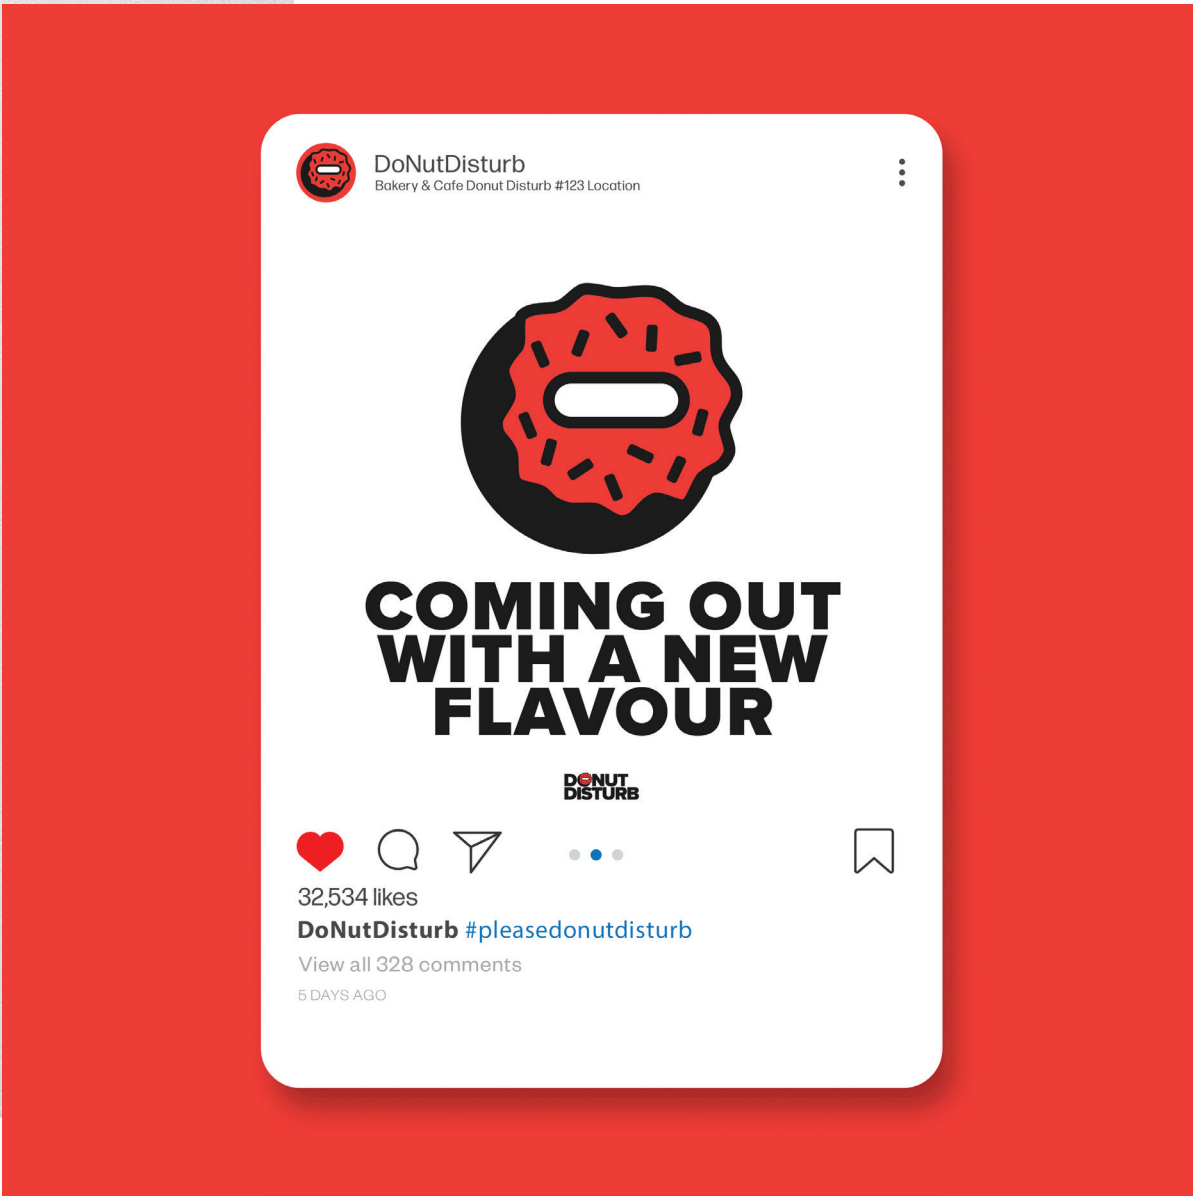 DoNutDisturb
Bakery & Cafe Donut Disturb #123 Location
COMING OUT
WITH A NEW
FLAVOUR
DONUT
DISTURB
32,534 likes
DoNutDisturb #pleasedonutdisturb
View all 328 comments
5 DAYS AGO